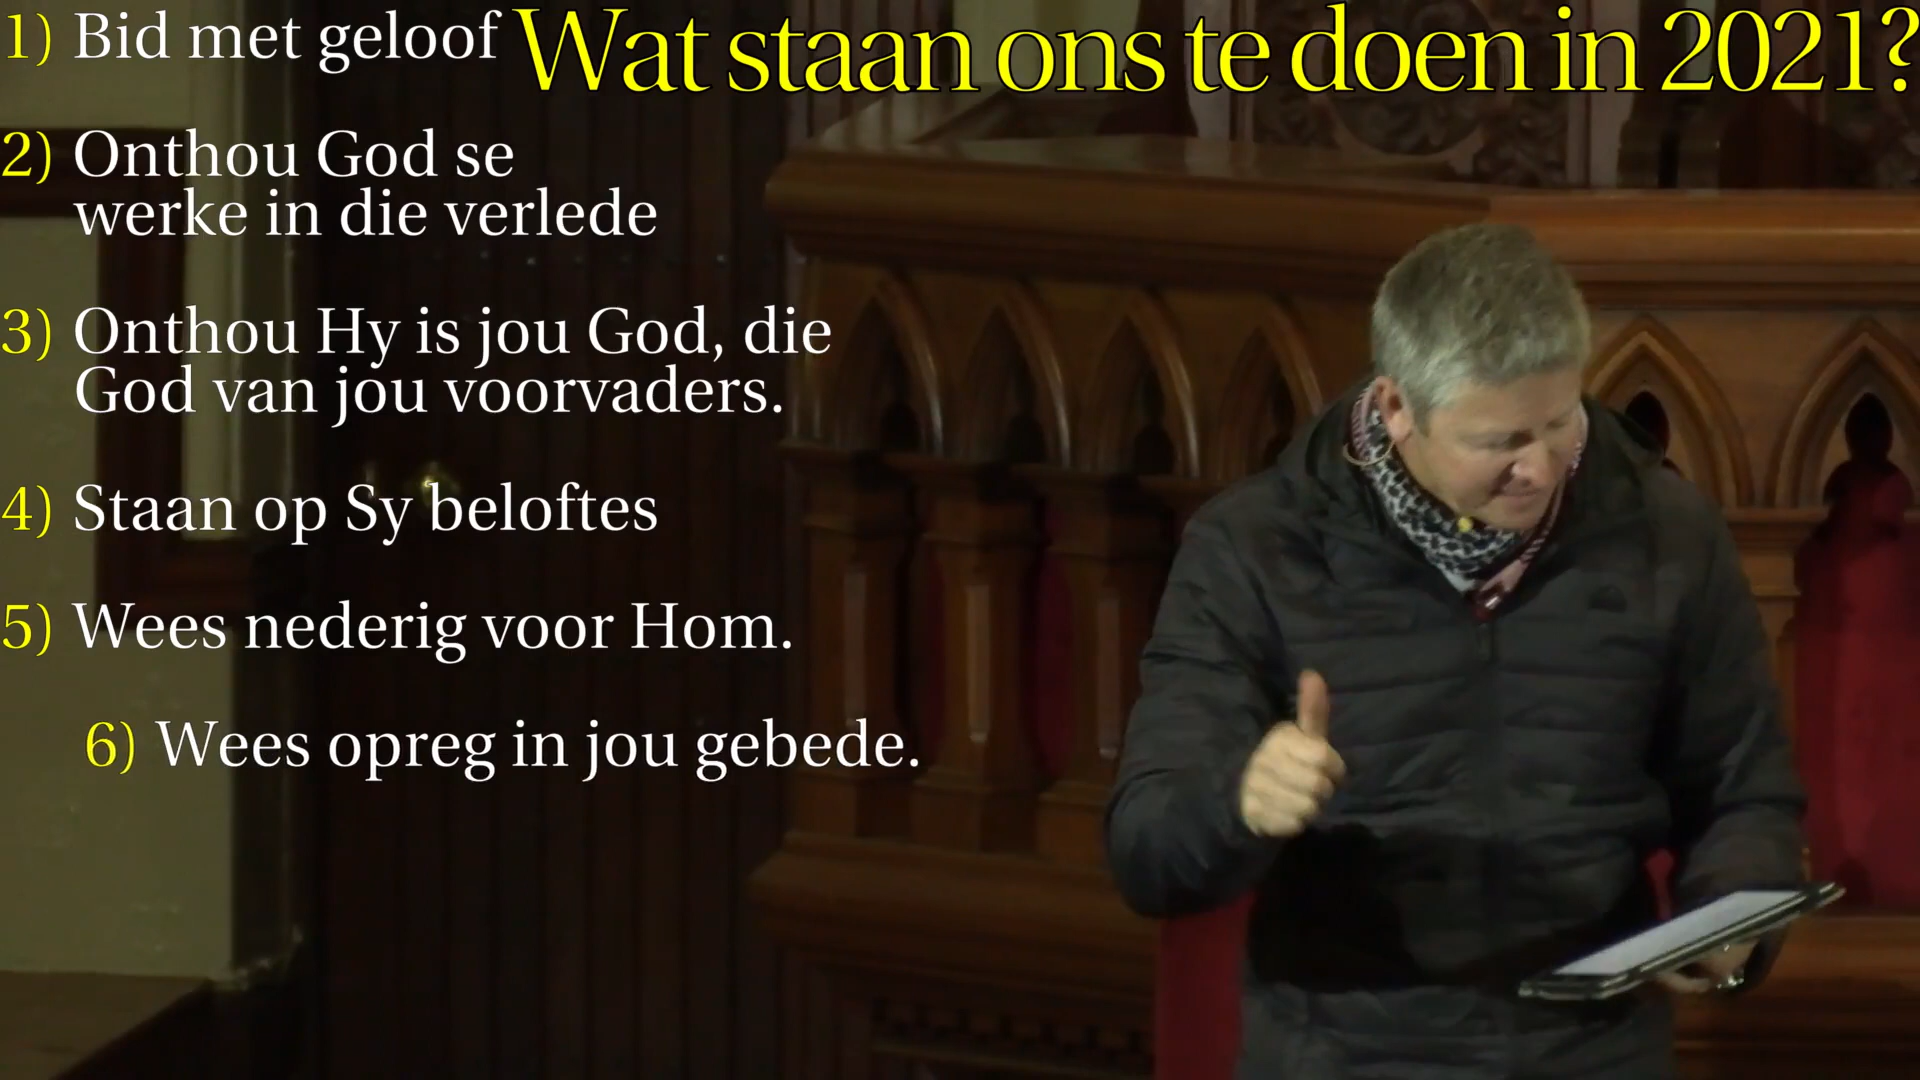 Wat staan ons te doen in 2021?
1) Bid met geloof
2) Onthou God se
werke in die verlede
3) Onthou Hy is jou God, die
God van jou voorvaders.
4) Staan op Sy beloftes
5) Wees nederig voor Hom.
6) Wees opreg in jou gebede.